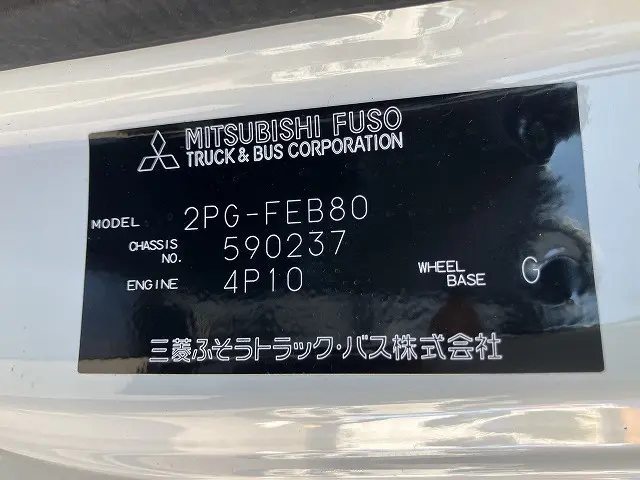 MITSUBISHI FUSO
TRUCK & BUS CORPORATION
MODEL 2PG-FEB80
CHASSIS NO. 590237
ENGINE 4P10 WHEEL BASE G
三菱ふそうトラック・バス株式会社